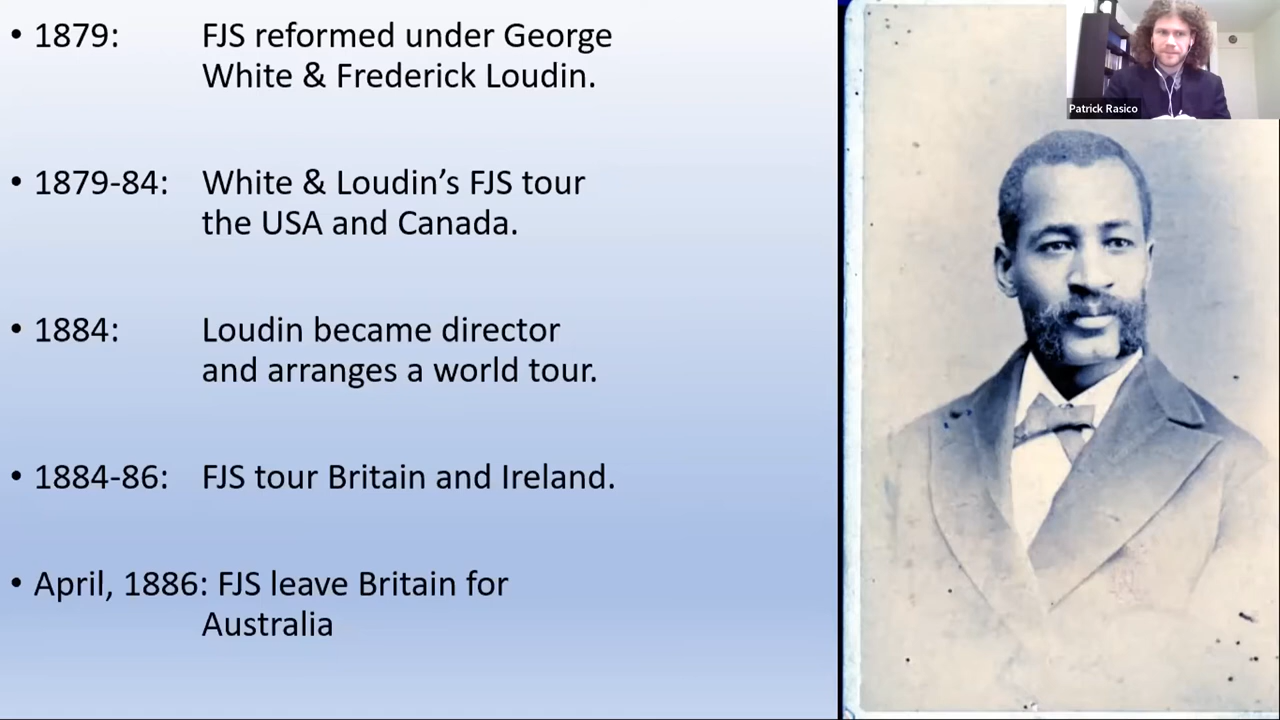 • 1879: FJS reformed under George
White & Frederick Loudin.
• 1879-84: White & Loudin’s FJS tour
the USA and Canada.
• 1884: Loudin became director
and arranges a world tour.
• 1884-86: FJS tour Britain and Ireland.
• April, 1886: FJS leave Britain for
Australia
Patrick Rasico